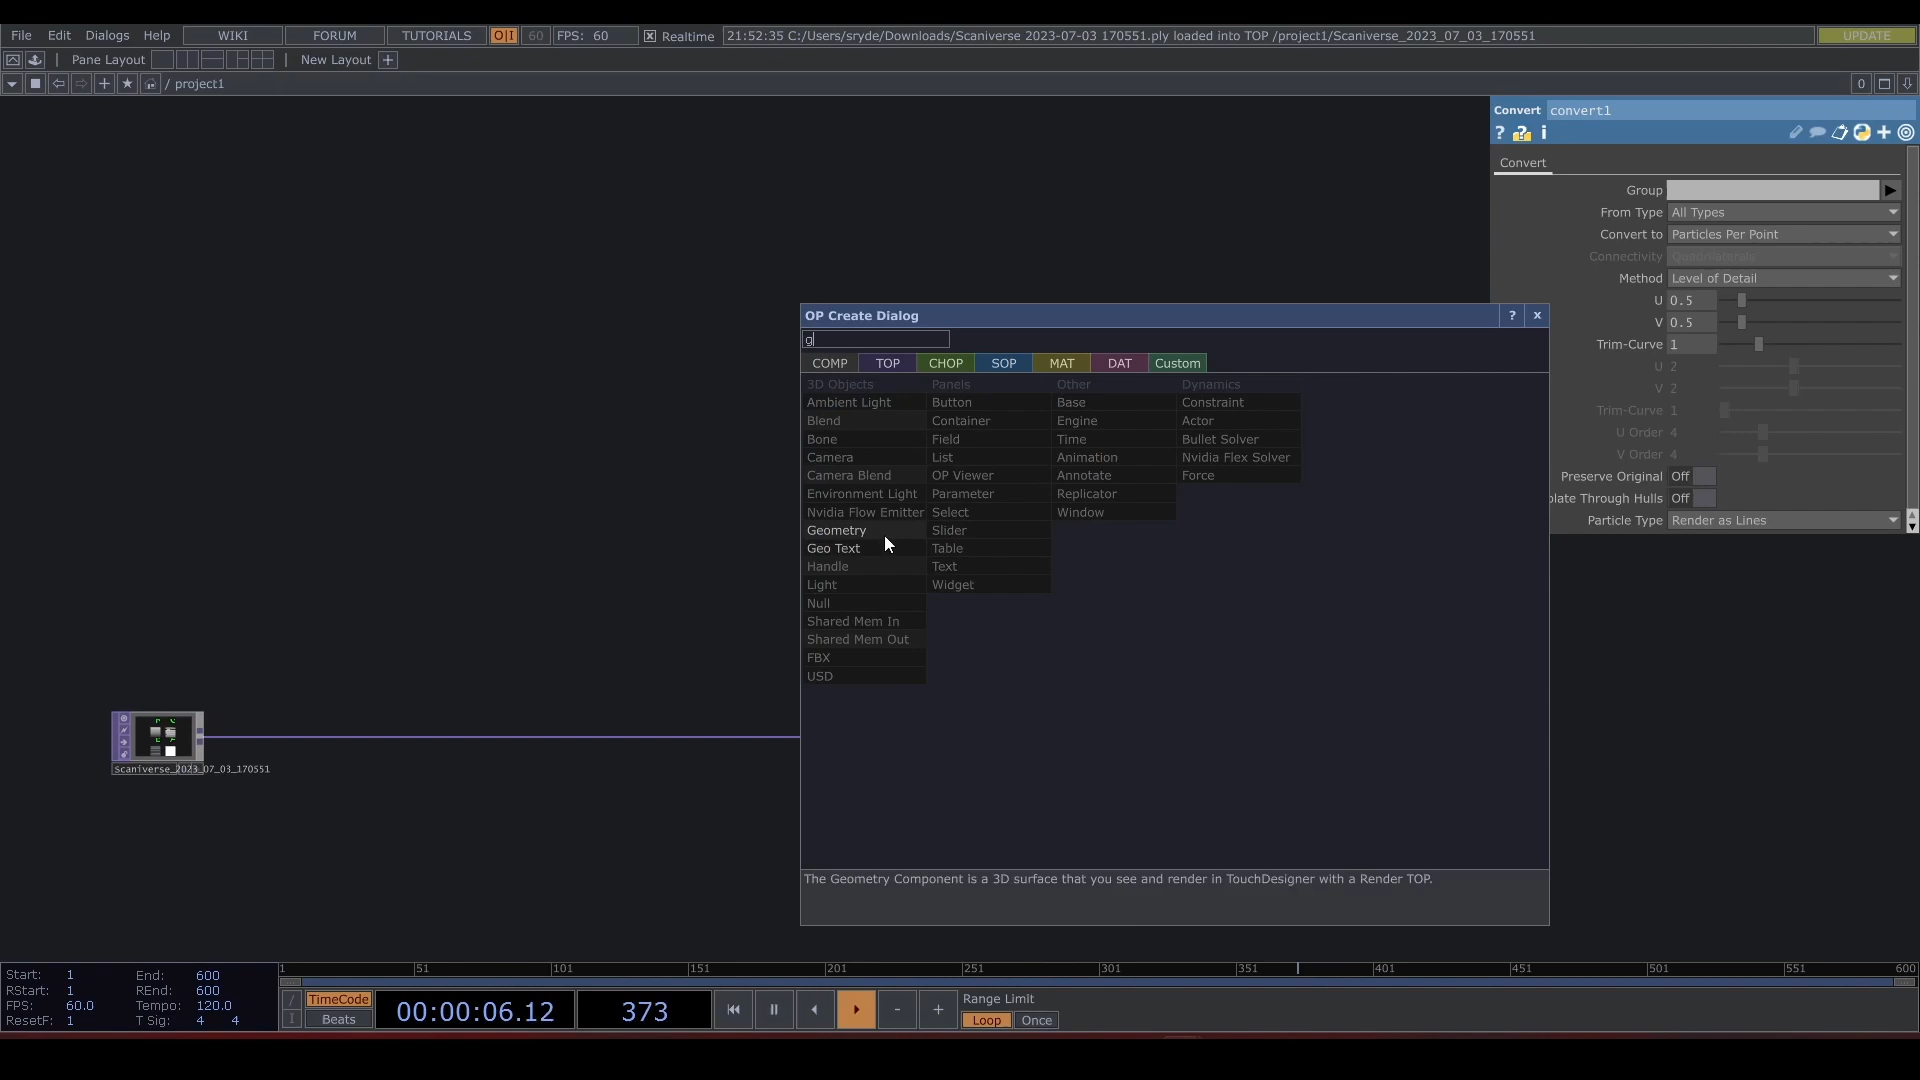 File Edit Dialogs Help WIKI FORUM TUTORIALS O|I 60 FPS: 60 Realtime 21:52:35 C:/Users/sryde/Downloads/Scaniverse 2023-07-03 170551.ply loaded into TOP /project1/Scaniverse_2023_07_03_170551 UPDATE
Pane Layout New Layout +
/ project1 0
Convert convert1
? ? i
Convert
Group
From Type All Types
Convert to Particles Per Point
Connectivity Quadrilaterals
Method Level of Detail
U 0.5
V 0.5
Trim-Curve 1
U 2
V 2
Trim-Curve 1
U Order 4
V Order 4
Preserve Original Off
olate Through Hulls Off
Particle Type Render as Lines
OP Create Dialog ? x
g
COMP TOP CHOP SOP MAT DAT Custom
3D Objects Panels Other Dynamics
Ambient Light Button Base Constraint
Blend Container Engine Actor
Bone Field Time Bullet Solver
Camera List Animation Nvidia Flex Solver
Camera Blend OP Viewer Annotate Force
Environment Light Parameter Replicator
Nvidia Flow Emitter Select Window
Geometry Slider
Geo Text Table
Handle Text
Light Widget
Null
Shared Mem In
Shared Mem Out
FBX
USD
The Geometry Component is a 3D surface that you see and render in TouchDesigner with a Render TOP.
Scaniverse_2023_07_03_170551
1 51 101 151 201 251 301 351 401 451 501 551 600
Start: 1 End: 600
RStart: 1 REnd: 600
FPS: 60.0 Tempo: 120.0
ResetF: 1 T Sig: 4 4
/ TimeCode
I Beats
00:00:06.12 373
- +
Range Limit
Loop Once